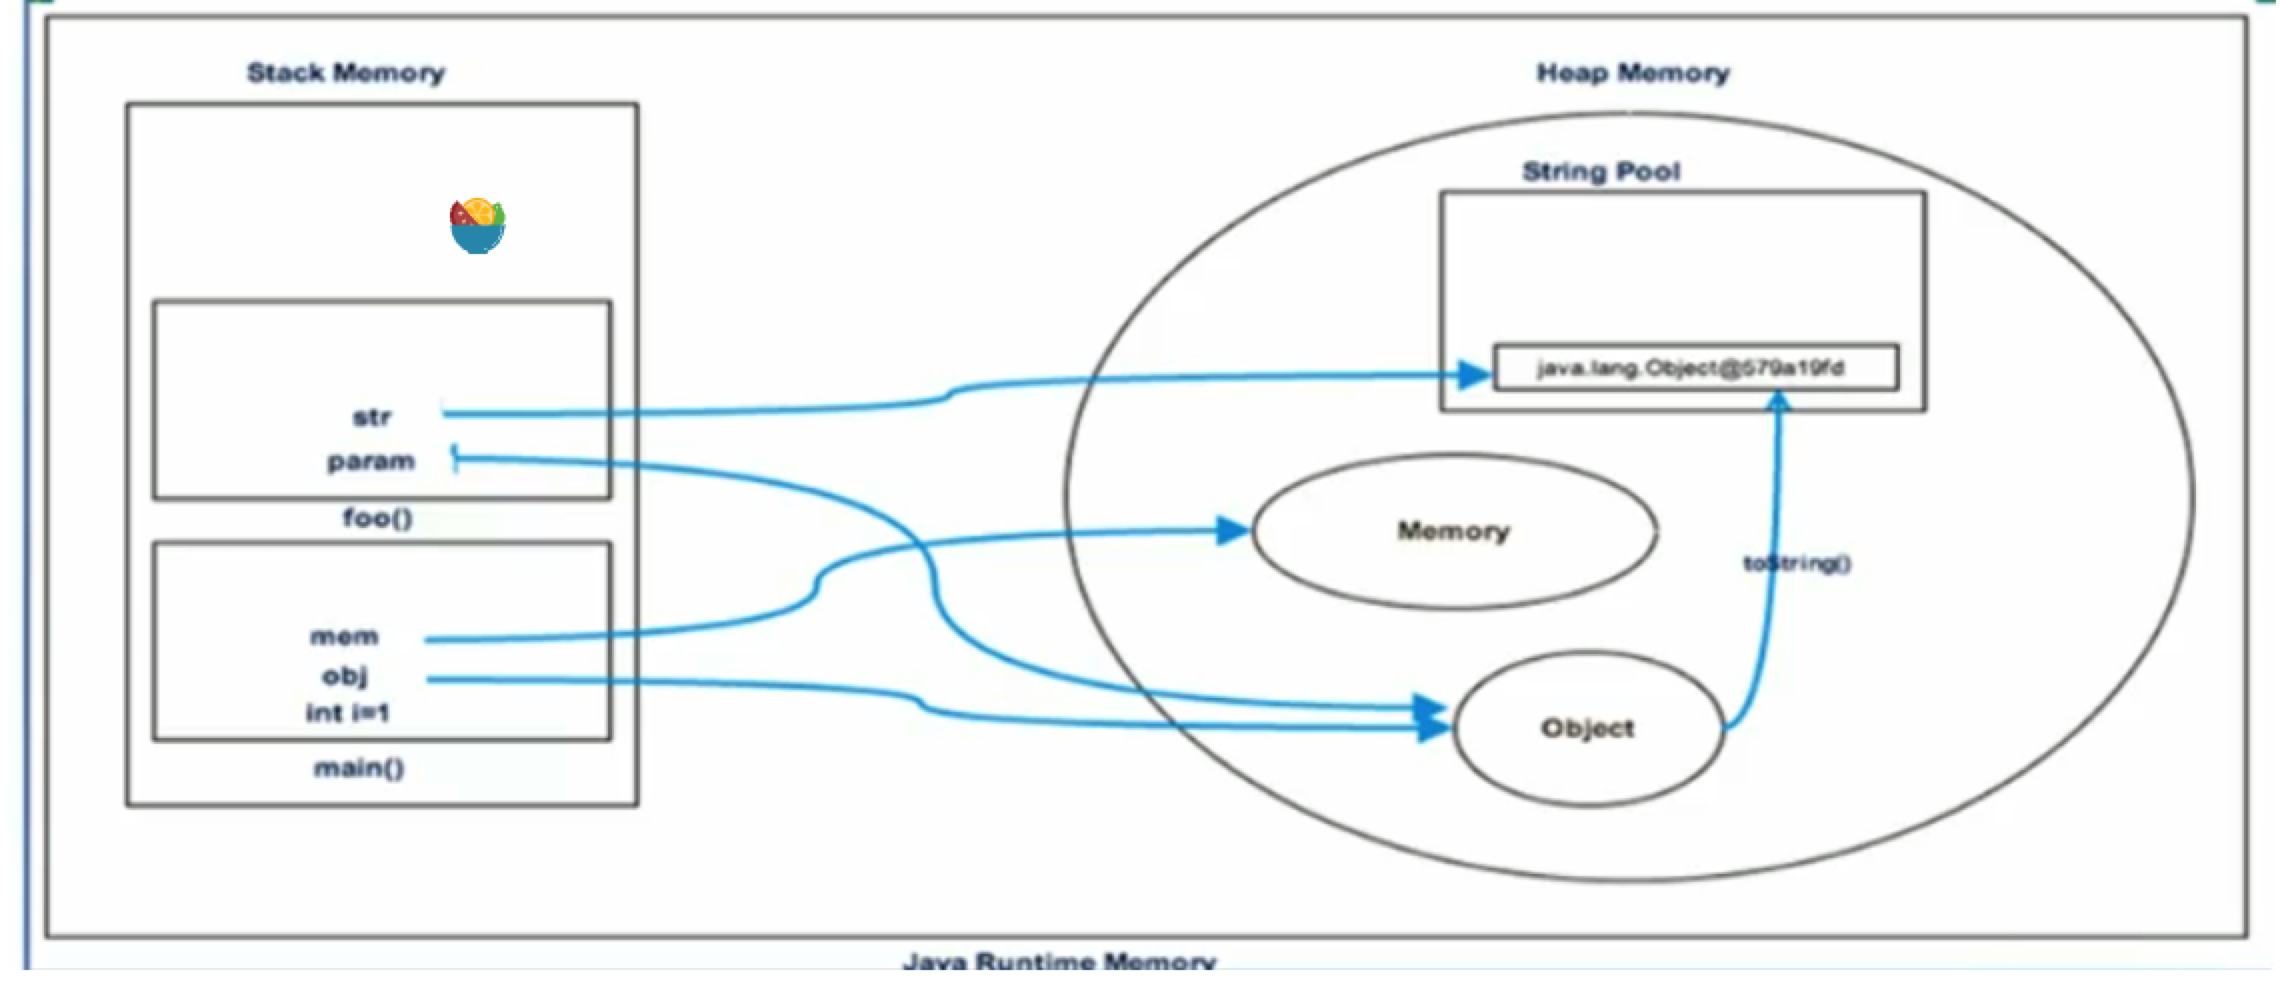 Stack Memory
Heap Memory
String Pool
java.lang.Object@579a19fd
str
param
foo()
Memory
toString()
mem
obj
int i=1
Object
main()
Java Runtime Memory